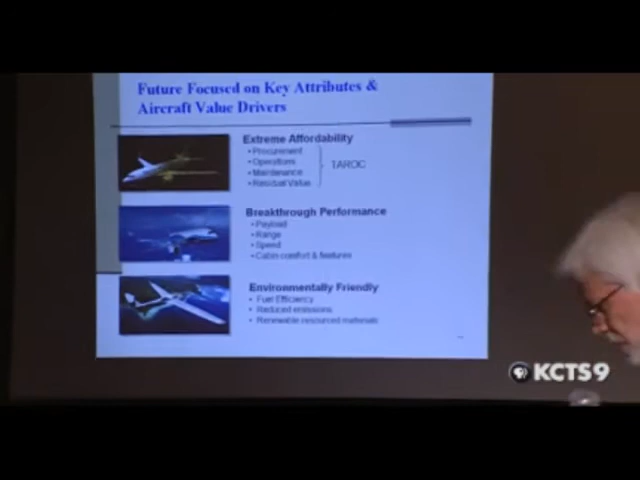 Future Focused on Key Attributes &
Aircraft Value Drivers
Extreme Affordability
• Procurement
• Operations
• Maintenance
• Residual Value
TAROC
Breakthrough Performance
• Payload
• Range
• Speed
• Cabin comfort & features
Environmentally Friendly
• Fuel Efficiency
• Reduced emissions
• Renewable resourced materials
KCTS9